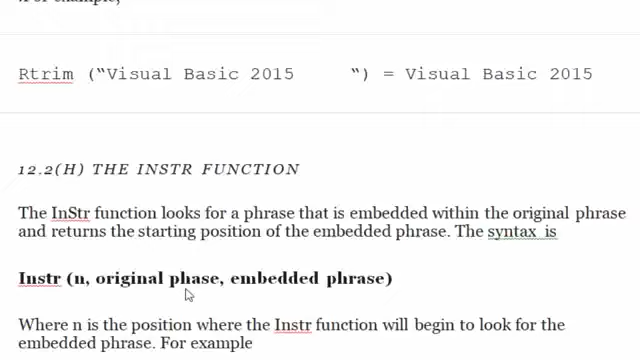 Rtrim (“Visual Basic 2015 “) = Visual Basic 2015
12.2(H) THE INSTR FUNCTION
The InStr function looks for a phrase that is embedded within the original phrase
and returns the starting position of the embedded phrase. The syntax is
Instr (n, original phase, embedded phrase)
Where n is the position where the Instr function will begin to look for the
embedded phrase. For example